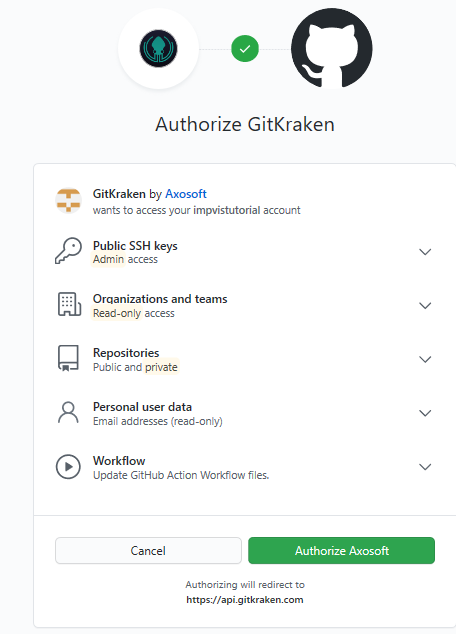 Authorize GitKraken
GitKraken by Axosoft
wants to access your impvistutorial account
Public SSH keys
Admin access
Organizations and teams
Read-only access
Repositories
Public and private
Personal user data
Email addresses (read-only)
Workflow
Update GitHub Action Workflow files.
Cancel
Authorize Axosoft
Authorizing will redirect to
https://api.gitkraken.com